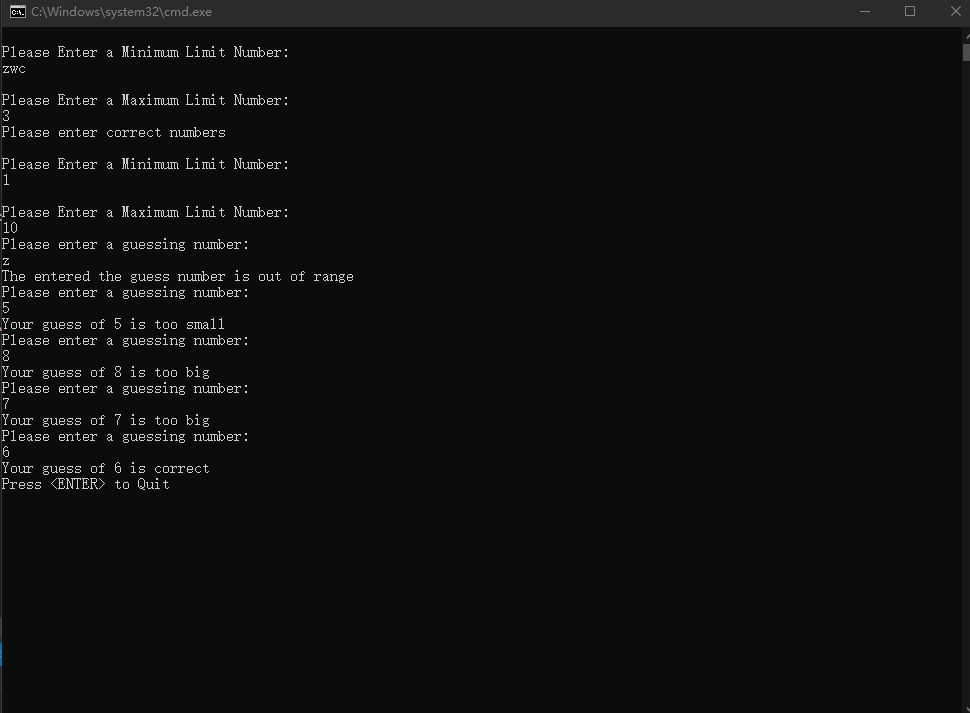 C:\Windows\system32\cmd.exe
Please Enter a Minimum Limit Number:
zwc
Please Enter a Maximum Limit Number:
3
Please enter correct numbers
Please Enter a Minimum Limit Number:
1
Please Enter a Maximum Limit Number:
10
Please enter a guessing number:
z
The entered the guess number is out of range
Please enter a guessing number:
5
Your guess of 5 is too small
Please enter a guessing number:
8
Your guess of 8 is too big
Please enter a guessing number:
7
Your guess of 7 is too big
Please enter a guessing number:
6
Your guess of 6 is correct
Press <ENTER> to Quit